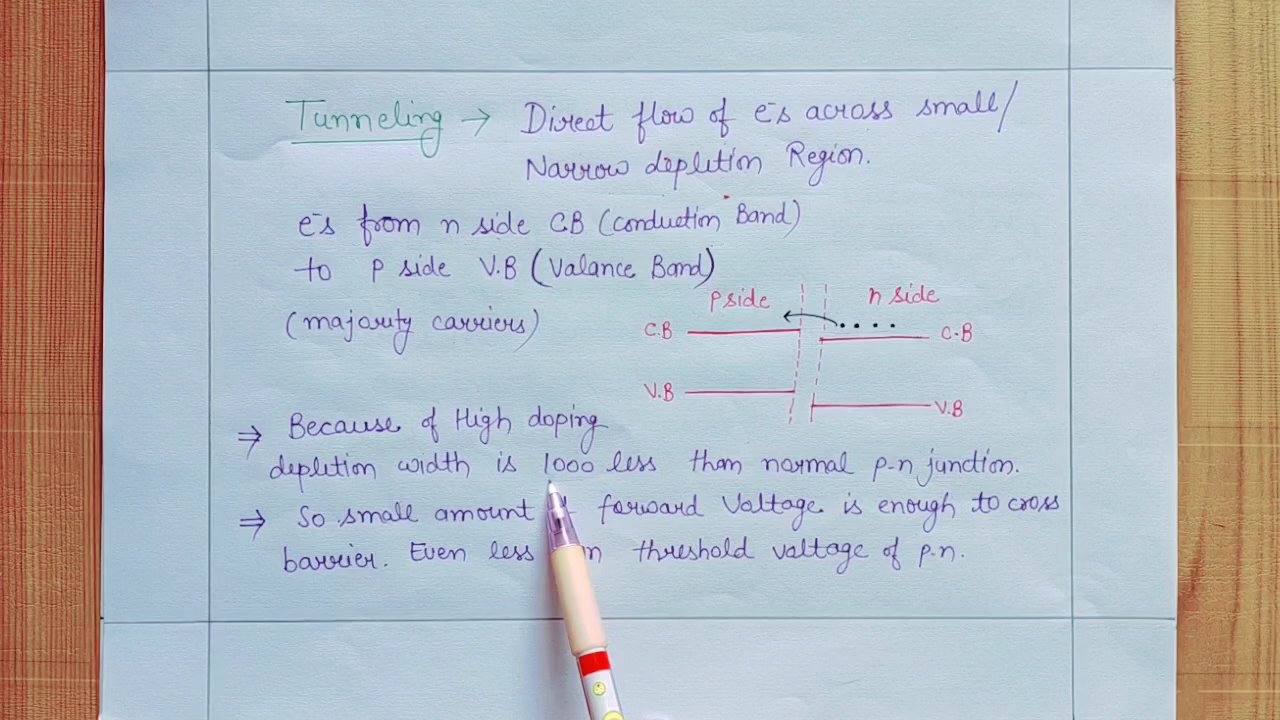 Tunneling → Direct flow of e⁻s across small/
Narrow depletion Region.
e⁻s from n side CB (Conduction Band)
to p side V.B (Valance Band)
(majority carriers)
p side n side
C.B C-B
V.B V.B
⇒ Because of High doping
depletion width is 1000 less than normal p-n junction.
⇒ So small amount forward Voltage is enough to cross
barrier. Even less threshold voltage of p-n.